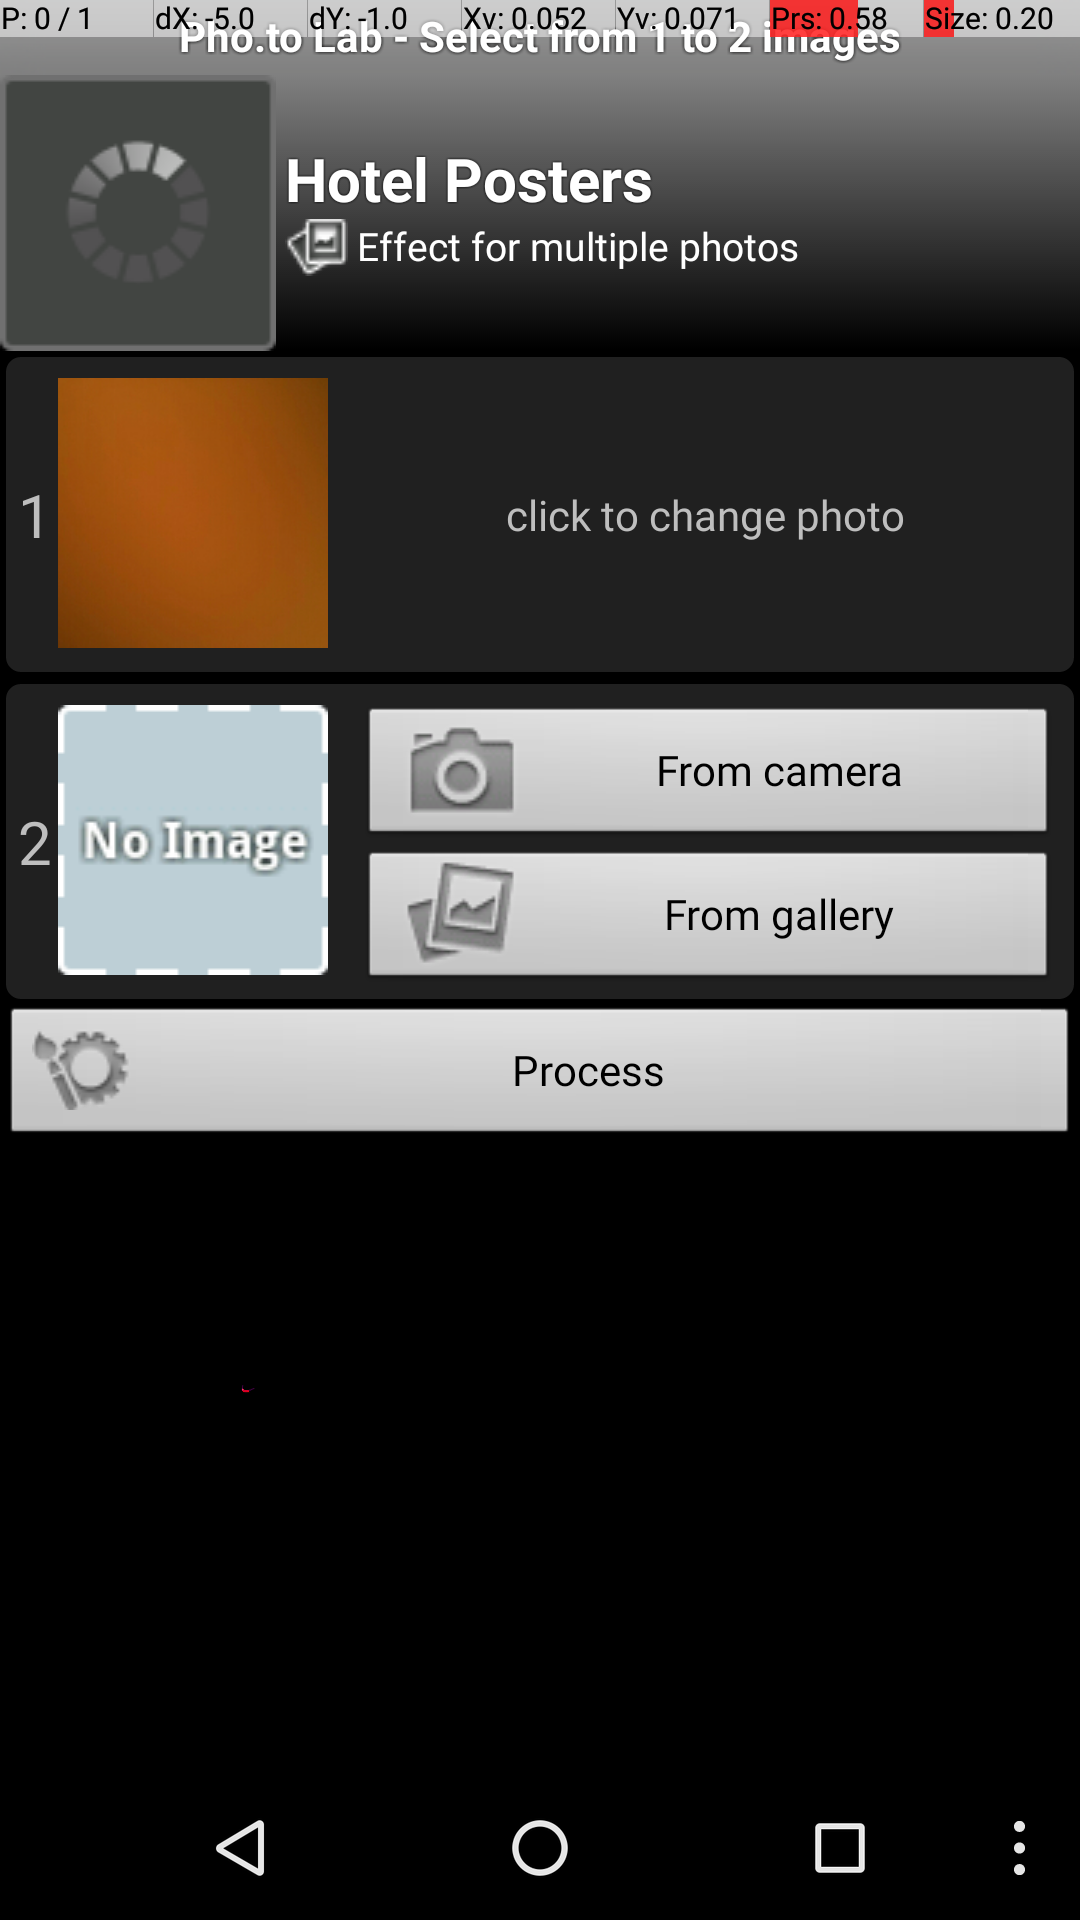 P: 0 / 1 dX: -5.0 dY: -1.0 Xv: 0.052 Yv: 0.071 Prs: 0.58 Size: 0.20
Pho.to Lab - Select from 1 to 2 images
Hotel Posters
Effect for multiple photos
1 click to change photo
2 No Image
From camera
From gallery
Process